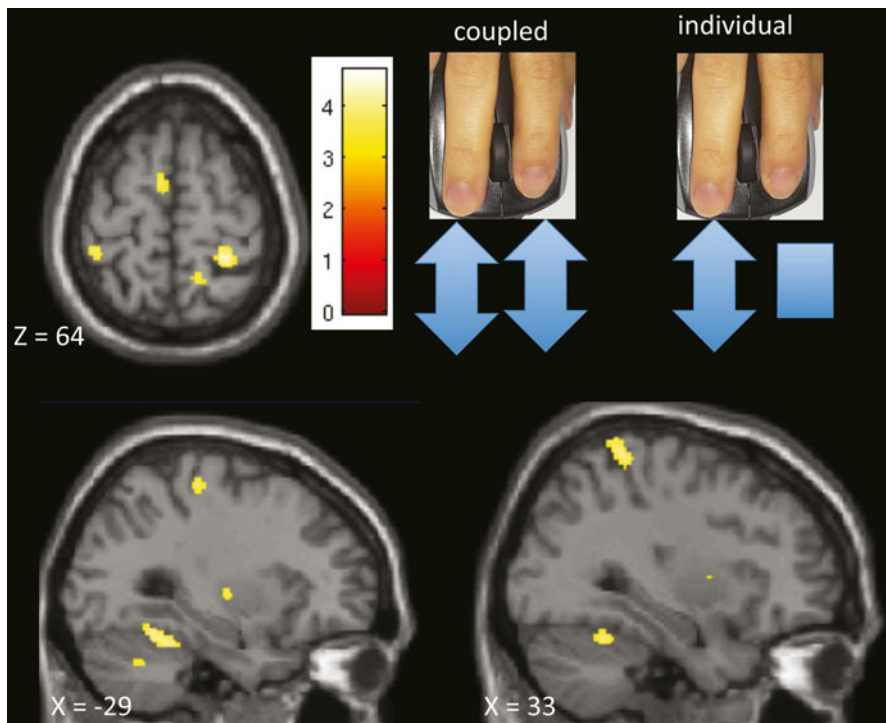 coupled
individual
4
3
2
1
0
Z = 64
X = -29
X = 33